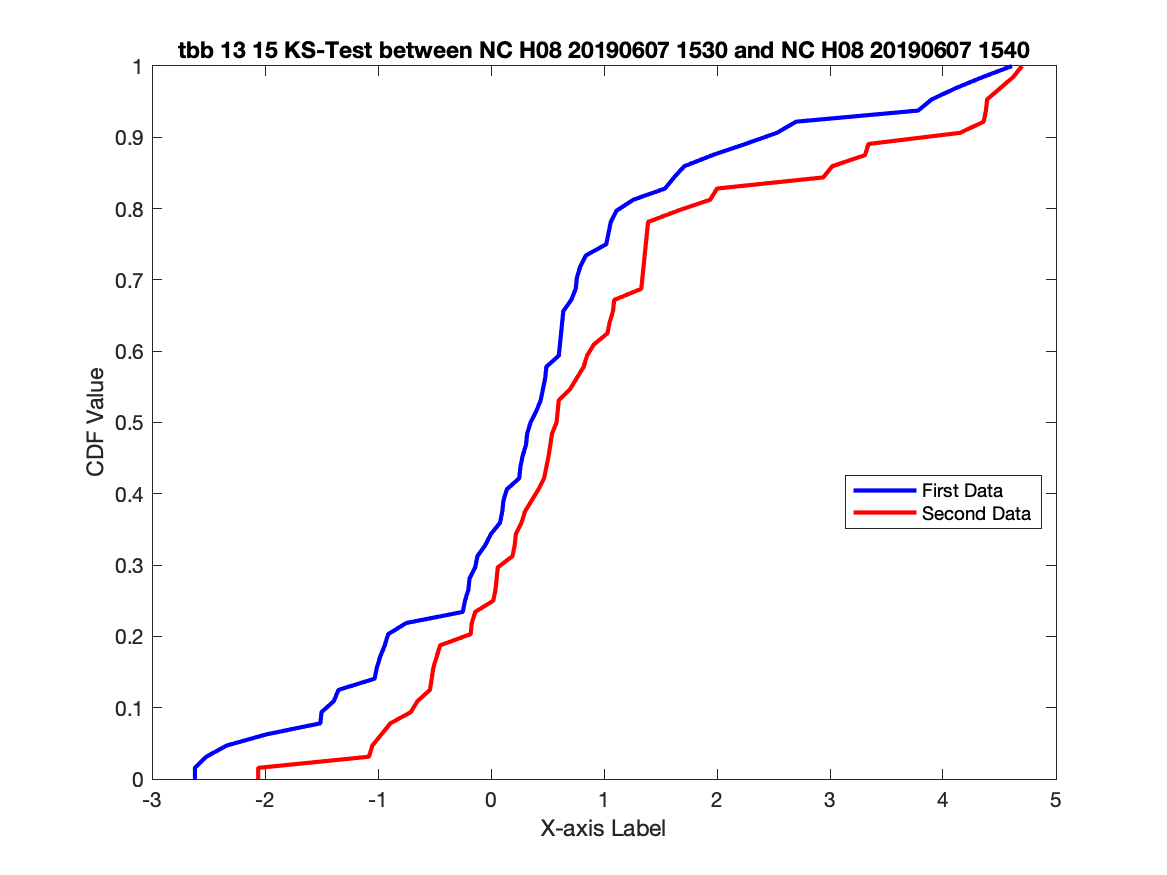 tbb 13 15 KS-Test between NC H08 20190607 1530 and NC H08 20190607 1540
1
0.9
0.8
0.7
0.6
0.5
0.4
0.3
0.2
0.1
0
CDF Value
First Data
Second Data
-3 -2 -1 0 1 2 3 4 5
X-axis Label